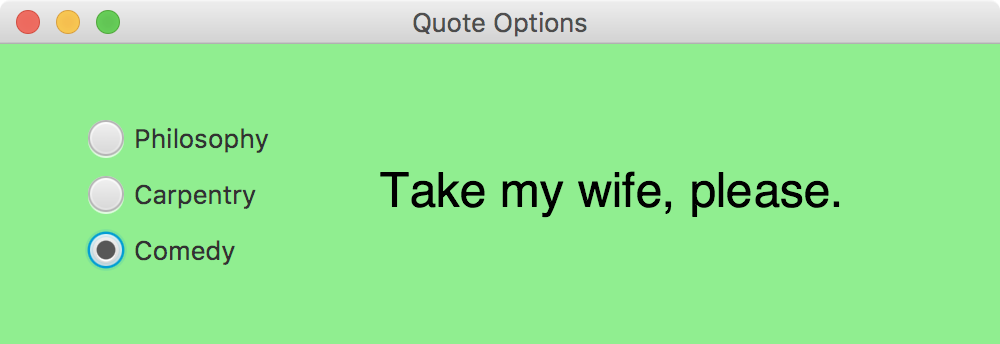 Quote Options
Philosophy
Carpentry
Comedy
Take my wife, please.